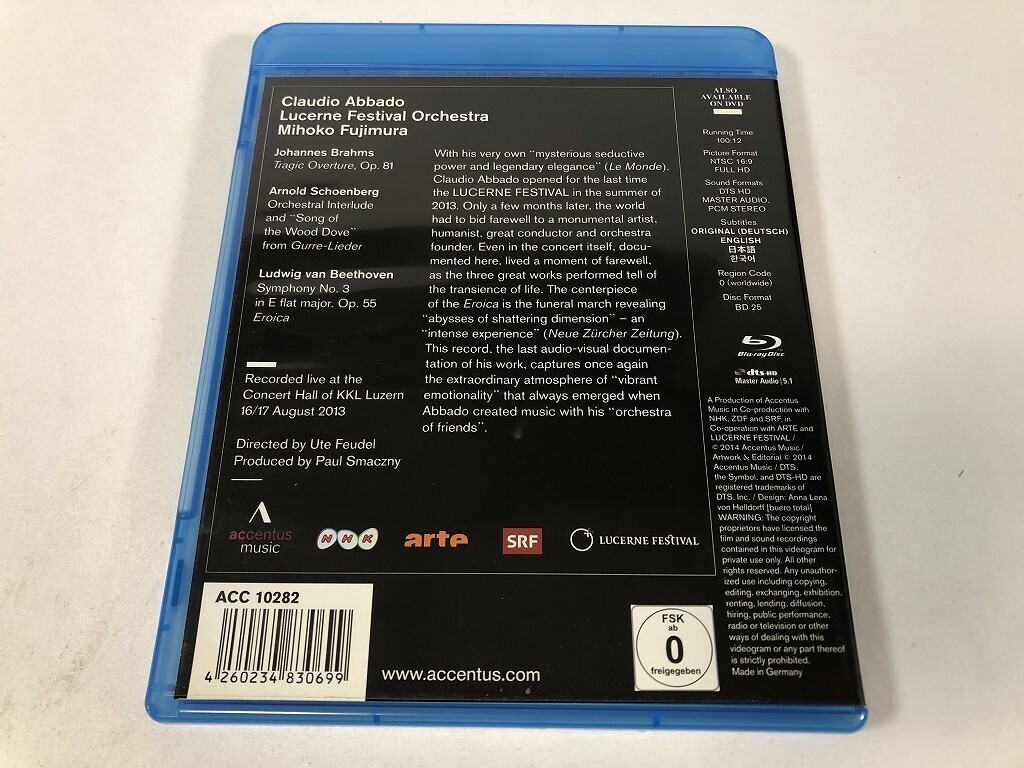 Claudio Abbado
Lucerne Festival Orchestra
Mihoko Fujimura
Johannes Brahms
Tragic Overture, Op. 81
Arnold Schoenberg
Orchestral Interlude
and "Song of
the Wood Dove"
from Gurre-Lieder
Ludwig van Beethoven
Symphony No. 3
in E flat major, Op. 55
Eroica
Recorded live at the
Concert Hall of KKL Luzern
16/17 August 2013
Directed by Ute Feudel
Produced by Paul Smaczny
With his very own "mysterious seductive
power and legendary elegance" (Le Monde),
Claudio Abbado opened for the last time
the LUCERNE FESTIVAL in the summer of
2013. Only a few months later, the world
had to bid farewell to a monumental artist,
humanist, great conductor and orchestra
founder. Even in the concert itself, docu-
mented here, lived a moment of farewell,
as the three great works performed tell of
the transience of life. The centerpiece
of the Eroica is the funeral march revealing
"abysses of shattering dimension" – an
"intense experience" (Neue Zürcher Zeitung).
This record, the last audio-visual documen-
tation of his work, captures once again
the extraordinary atmosphere of "vibrant
emotionality" that always emerged when
Abbado created music with his "orchestra
of friends".
accentus
music
NHK
arte
SRF
LUCERNE FESTIVAL
ACC 10282
4 260234 830699
www.accentus.com
FSK
ab
0
freigegeben
ALSO
AVAILABLE
ON DVD
Running Time
100:12
Picture Format
NTSC 16:9
FULL HD
Sound Formats
DTS HD
MASTER AUDIO,
PCM STEREO
Subtitles
ORIGINAL (DEUTSCH)
ENGLISH
日本語
한국어
Region Code
0 (worldwide)
Disc Format
BD 25
Blu-ray Disc
dts-HD
Master Audio | 5.1
A Production of Accentus
Music in Co-production with
NHK, ZDF and SRF, in
Co-operation with ARTE and
LUCERNE FESTIVAL /
© 2014 Accentus Music /
Artwork & Editorial © 2014
Accentus Music / DTS,
the Symbol, and DTS-HD are
registered trademarks of
DTS, Inc. / Design: Anna Lena
von Helldorff [buero total]
WARNING: The copyright
proprietors have licensed the
film and sound recordings
contained in this videogram for
private use only. All other
rights reserved. Any unauthor-
ized use including copying,
editing, exchanging, exhibition,
renting, lending, diffusion,
hiring, public performance,
radio or television or other
ways of dealing with this
videogram or any part thereof
is strictly prohibited.
Made in Germany